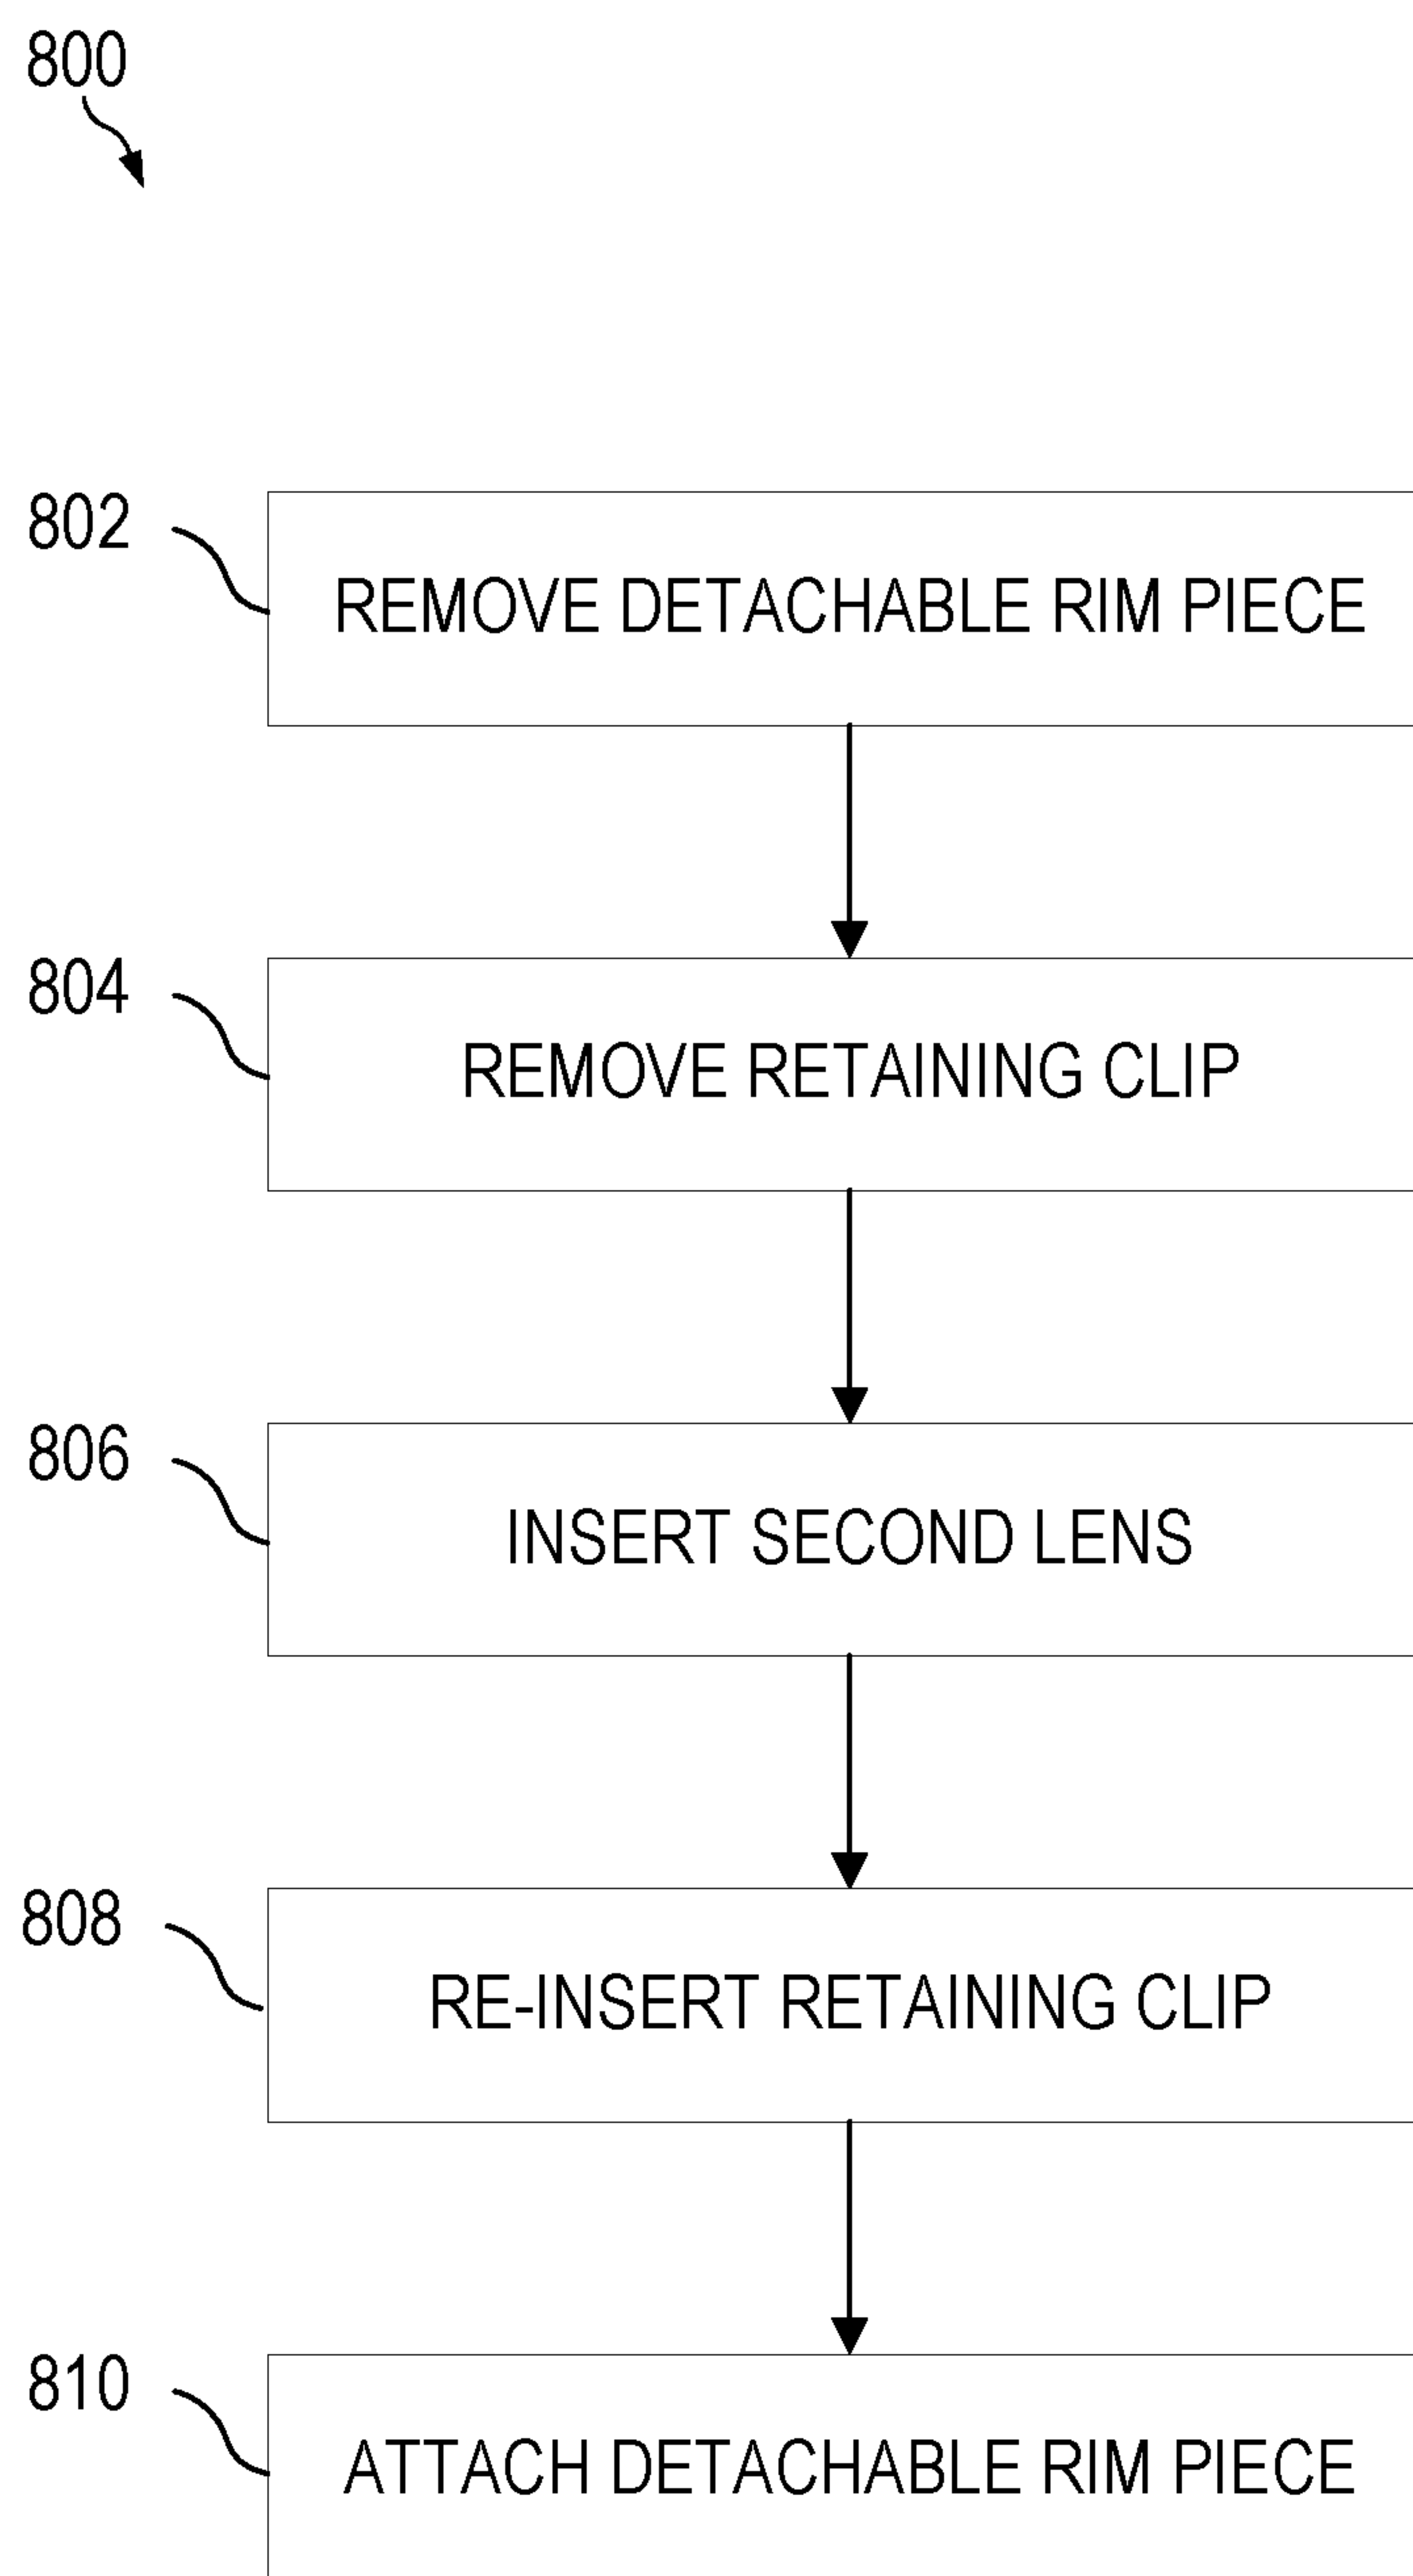 800
802
REMOVE DETACHABLE RIM PIECE
804
REMOVE RETAINING CLIP
806
INSERT SECOND LENS
808
RE-INSERT RETAINING CLIP
810
ATTACH DETACHABLE RIM PIECE